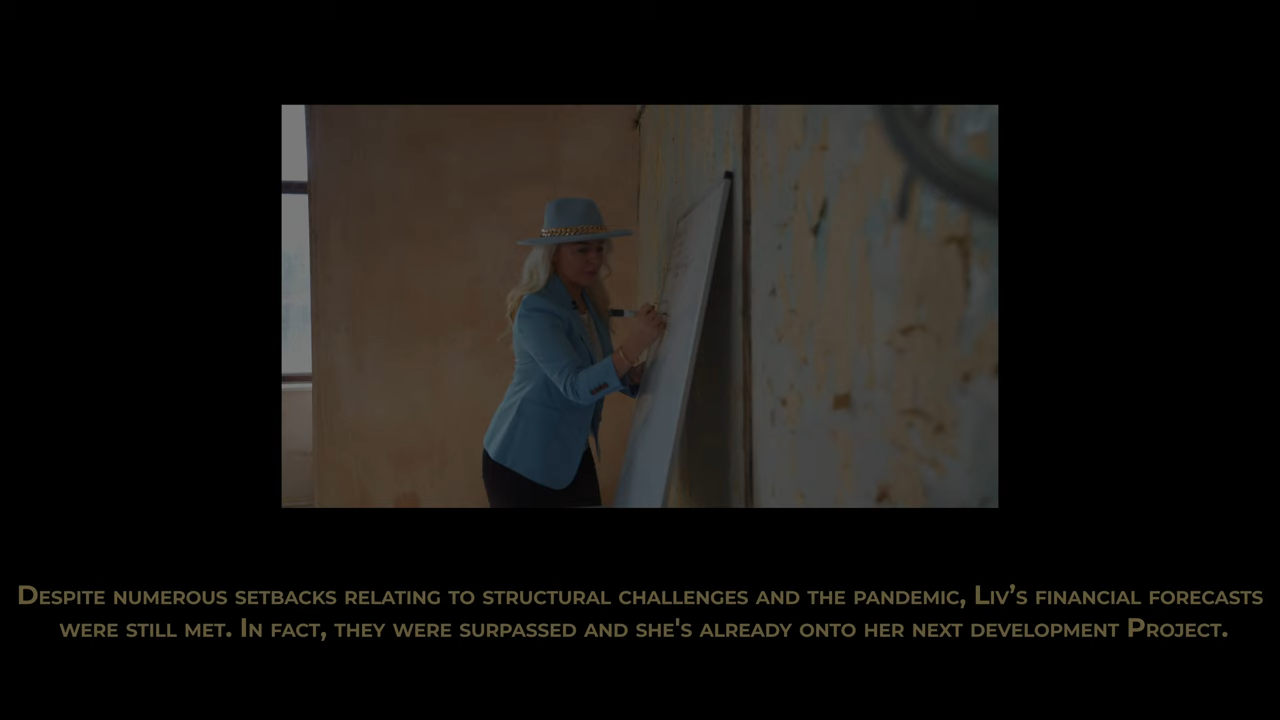 Despite numerous setbacks relating to structural challenges and the pandemic, Liv’s financial forecasts
were still met. In fact, they were surpassed and she's already onto her next development Project.